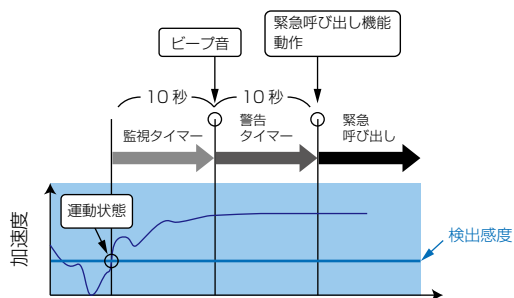 緊急呼び出し機能
動作
ビープ音
10秒
10秒
監視タイマー
警告
タイマー
緊急
呼び出し
運動状態
加速度
検出感度